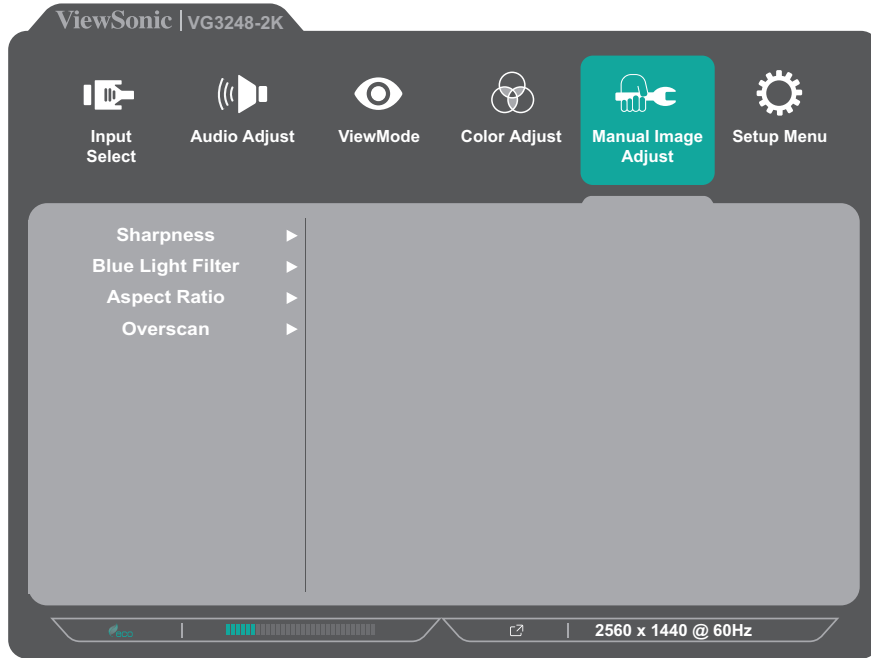 ViewSonic | VG3248-2K
Input Select
Audio Adjust
ViewMode
Color Adjust
Manual Image Adjust
Setup Menu
Sharpness
Blue Light Filter
Aspect Ratio
Overscan
eco
2560 x 1440 @ 60Hz